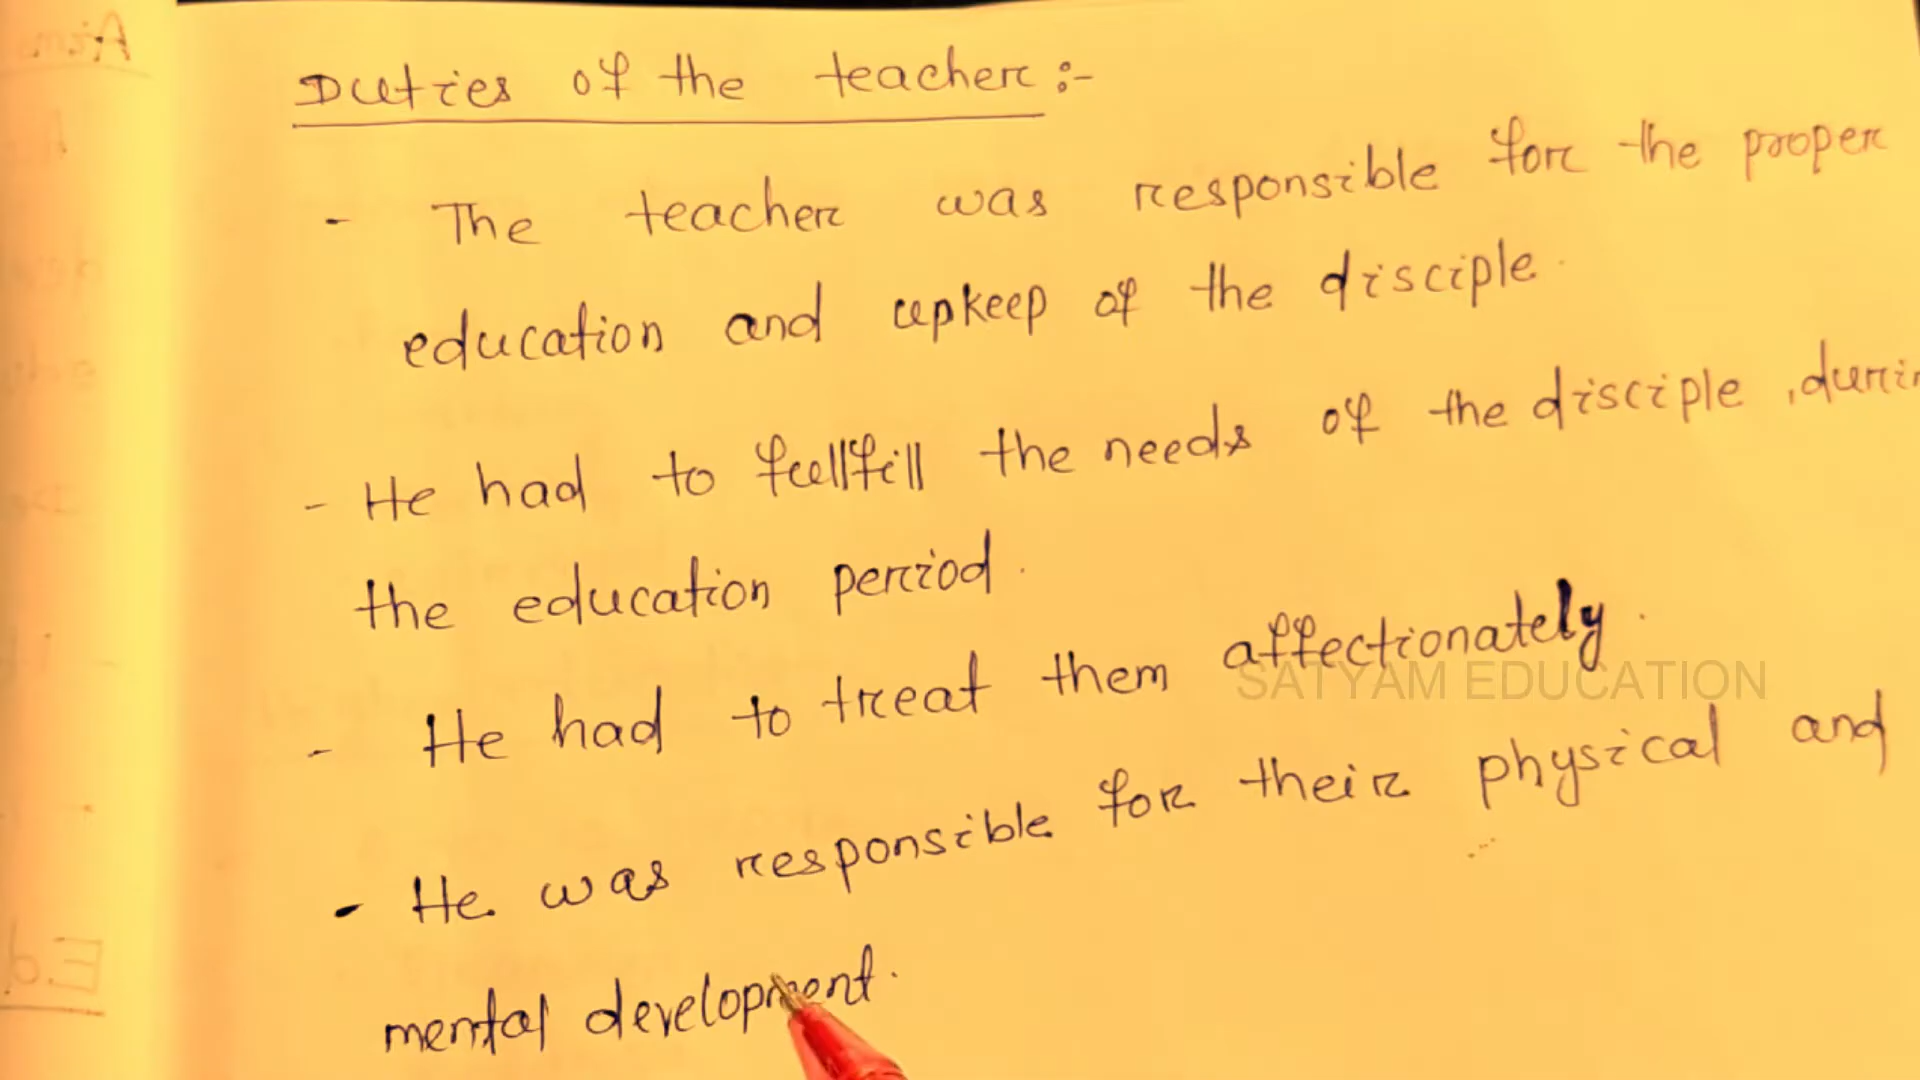 Duties of the teacher :-
- The teacher was responsible for the proper
education and upkeep of the disciple.
- He had to fullfill the needs of the disciple , durin
the education period.
- He had to treat them affectionately.
SATYAM EDUCATION
- He was responsible for their physical and
mental development.